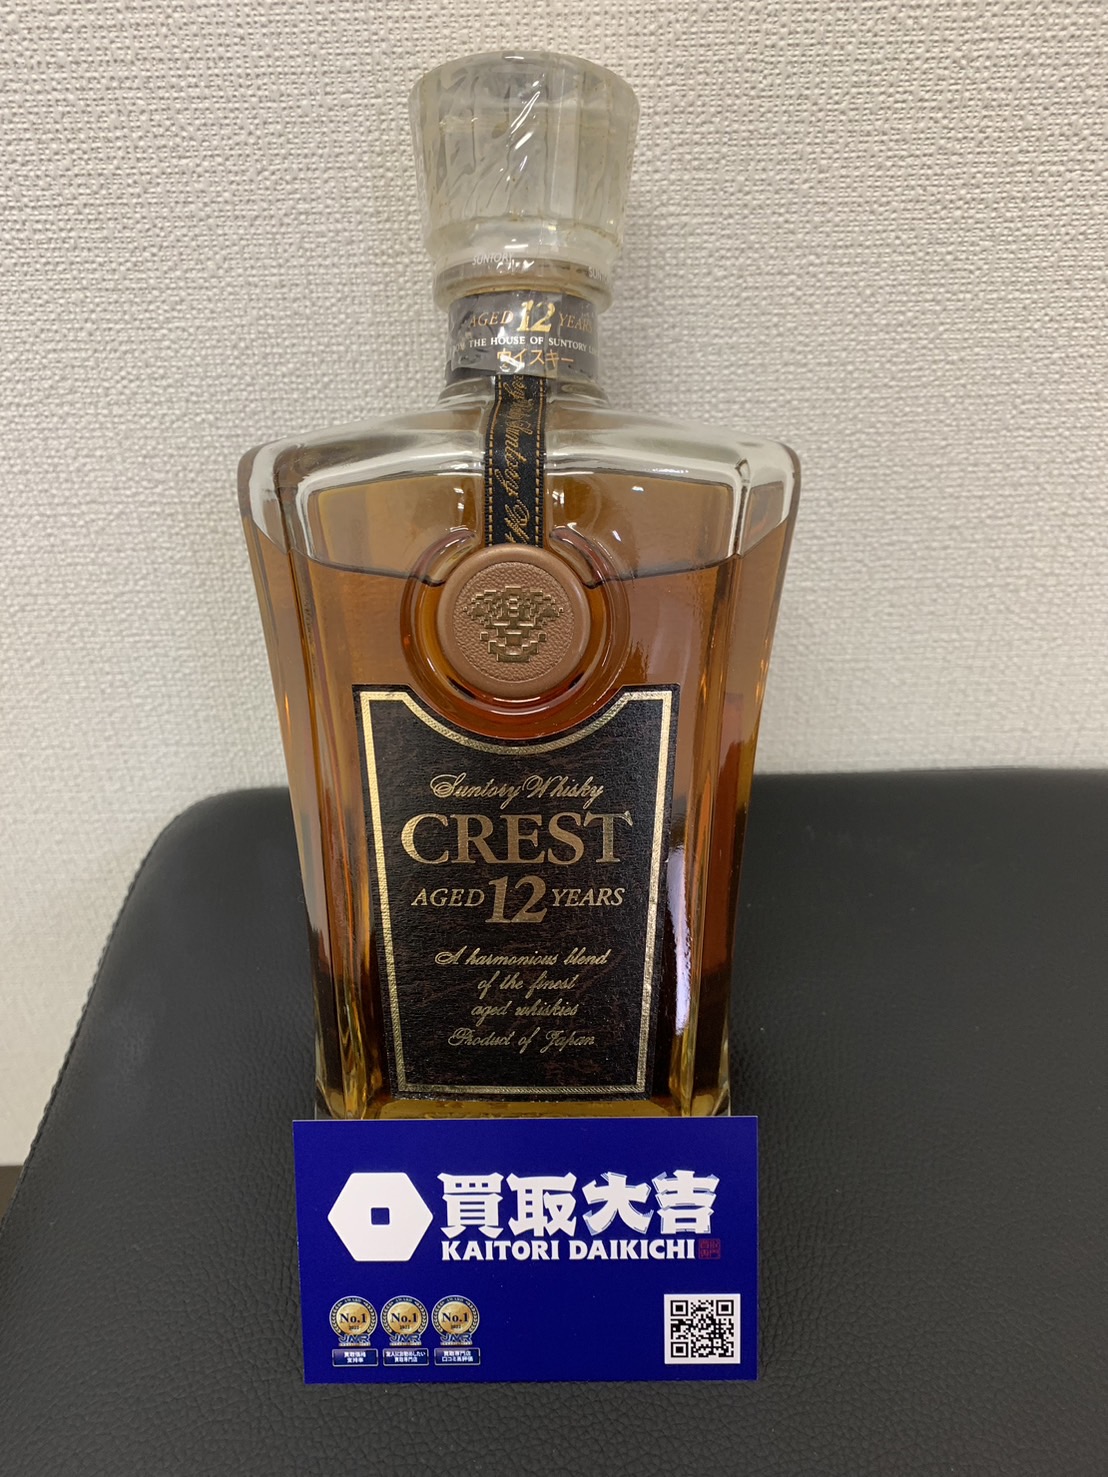 SUNTORY
AGED 12 YEARS
THE HOUSE OF SUNTORY
ウイスキー
Suntory Whisky
CREST
AGED 12 YEARS
A harmonious blend
of the finest
aged whiskies
Product of Japan
買取大吉
KAITORI DAIKICHI
No.1 No.1 No.1